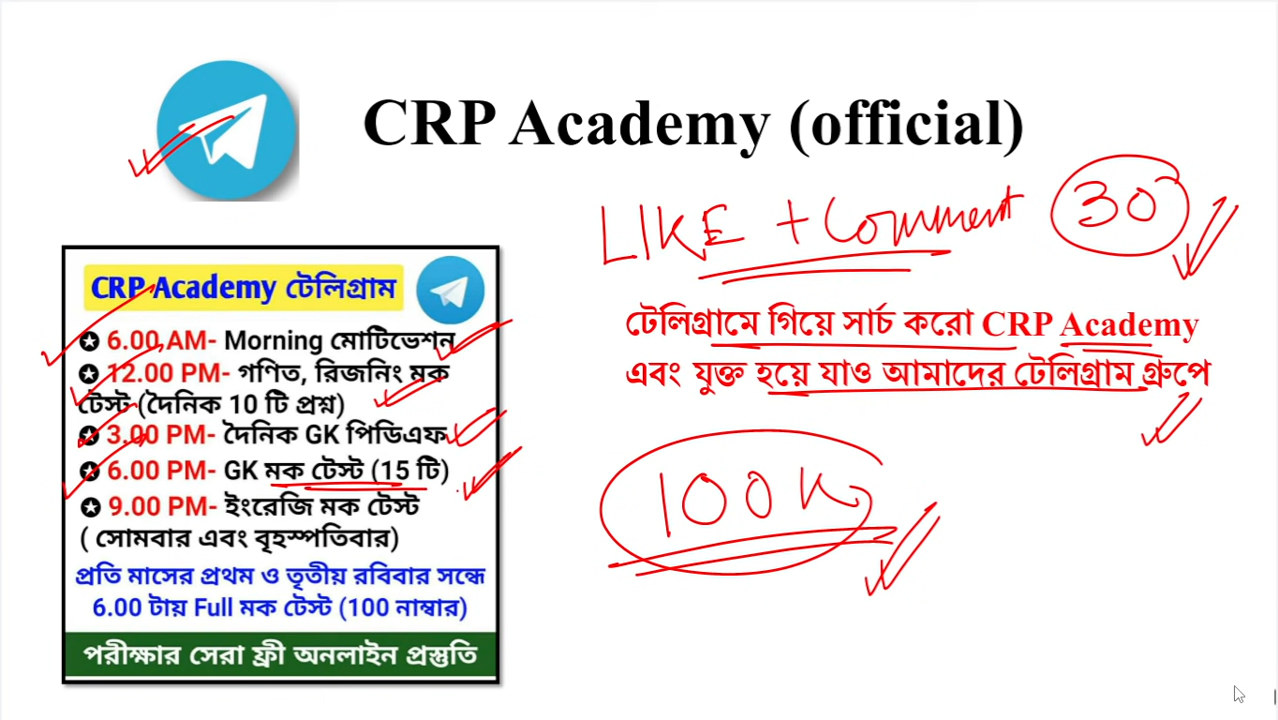 CRP Academy (official)
LIKE + Comment 30
টেলিগ্রামে গিয়ে সার্চ করো CRP Academy
এবং যুক্ত হয়ে যাও আমাদের টেলিগ্রাম গ্রুপে
100K
CRP Academy টেলিগ্রাম
6.00 AM- Morning মোটিভেশন
12.00 PM- গণিত, রিজনিং মক
টেস্ট (দৈনিক 10 টি প্রশ্ন)
3.00 PM- দৈনিক GK পিডিএফ
6.00 PM- GK মক টেস্ট (15 টি)
9.00 PM- ইংরেজি মক টেস্ট
( সোমবার এবং বৃহস্পতিবার)
প্রতি মাসের প্রথম ও তৃতীয় রবিবার সন্ধে
6.00 টায় Full মক টেস্ট (100 নাম্বার)
পরীক্ষার সেরা ফ্রী অনলাইন প্রস্তুতি